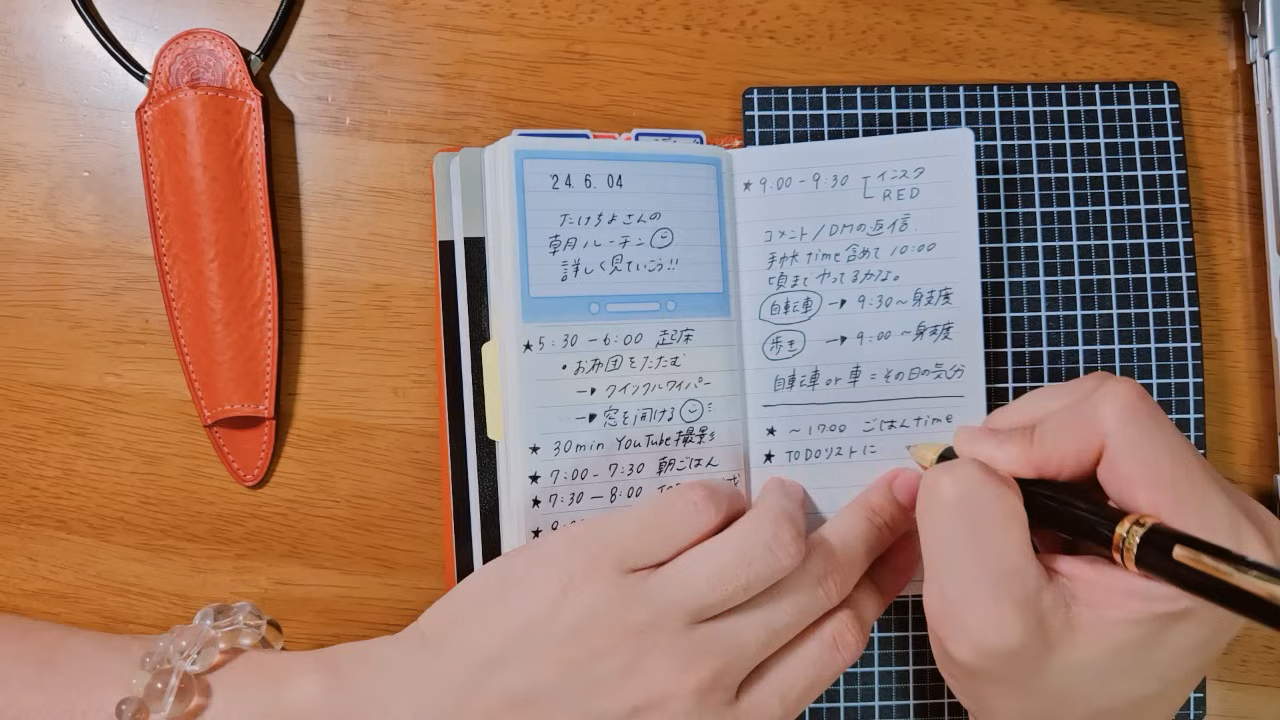 '24. 6. 04
たけちよさんの
朝ルーチン
詳しく見ていこう!!
★5:30 -6:00 起床
・お布団をたたむ
→ クイックルワイパー
→ 窓を開ける
★ 30min YouTube撮影
★ 7:00 - 7:30 朝ごはん
★ 7:30 - 8:00
★ 9:00 - 9:30 インスタ
RED
コメント/DMの返信.
手帳 time 含めて 10:00
頃までやってるかな。
自転車 → 9:30〜身支度
歩き → 9:00 〜身支度
自転車 or 車 = その日の気分
★ 〜 17:00 ごはんtime
★ TODOリストに